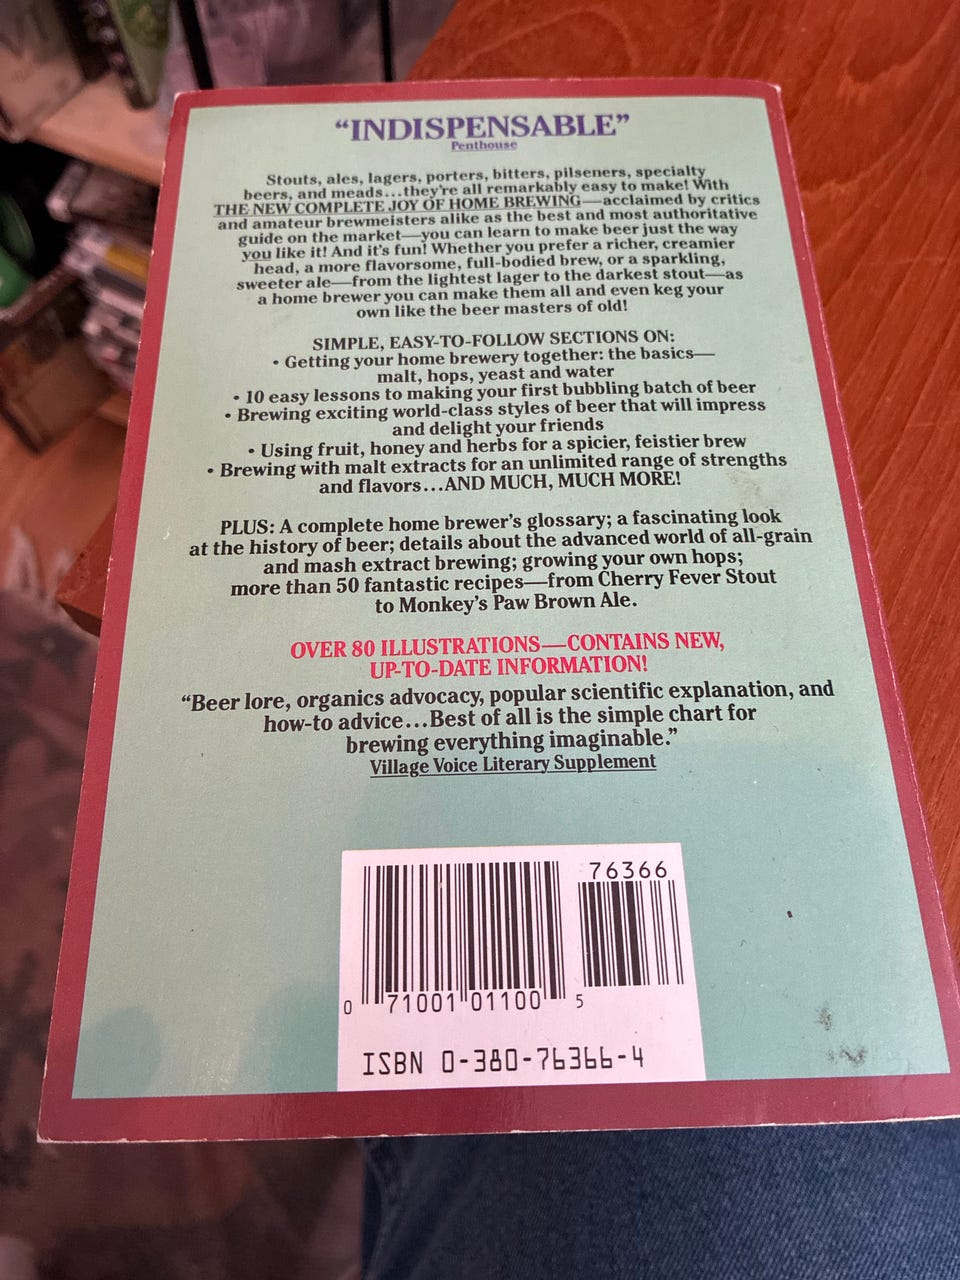 “INDISPENSABLE”
Penthouse
Stouts, ales, lagers, porters, bitters, pilseners, specialty
beers, and meads...they're all remarkably easy to make! With
THE NEW COMPLETE JOY OF HOME BREWING—acclaimed by critics
and amateur brewmeisters alike as the best and most authoritative
guide on the market—you can learn to make beer just the way
you like it! And it's fun! Whether you prefer a richer, creamier
head, a more flavorsome, full-bodied brew, or a sparkling,
sweeter ale—from the lightest lager to the darkest stout—as
a home brewer you can make them all and even keg your
own like the beer masters of old!
SIMPLE, EASY-TO-FOLLOW SECTIONS ON:
• Getting your home brewery together: the basics—
malt, hops, yeast and water
• 10 easy lessons to making your first bubbling batch of beer
• Brewing exciting world-class styles of beer that will impress
and delight your friends
• Using fruit, honey and herbs for a spicier, feistier brew
• Brewing with malt extracts for an unlimited range of strengths
and flavors...AND MUCH, MUCH MORE!
PLUS: A complete home brewer's glossary; a fascinating look
at the history of beer; details about the advanced world of all-grain
and mash extract brewing; growing your own hops;
more than 50 fantastic recipes—from Cherry Fever Stout
to Monkey's Paw Brown Ale.
OVER 80 ILLUSTRATIONS—CONTAINS NEW,
UP-TO-DATE INFORMATION!
“Beer lore, organics advocacy, popular scientific explanation, and
how-to advice...Best of all is the simple chart for
brewing everything imaginable.”
Village Voice Literary Supplement
76366
0 71001 01100 5
ISBN 0-380-76366-4